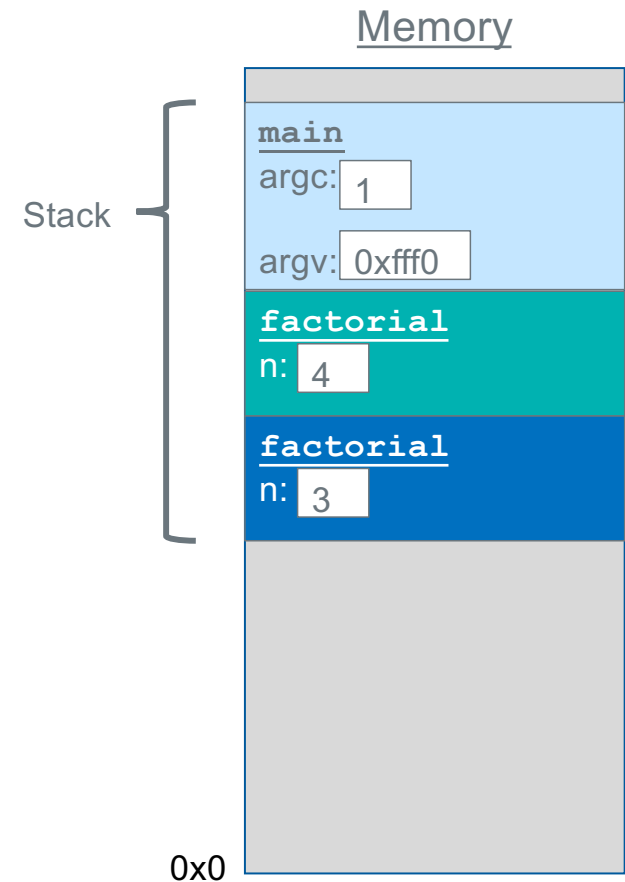 Memory
main
argc: 1
Stack
argv: 0xfff0
factorial
n: 4
factorial
n: 3
0x0